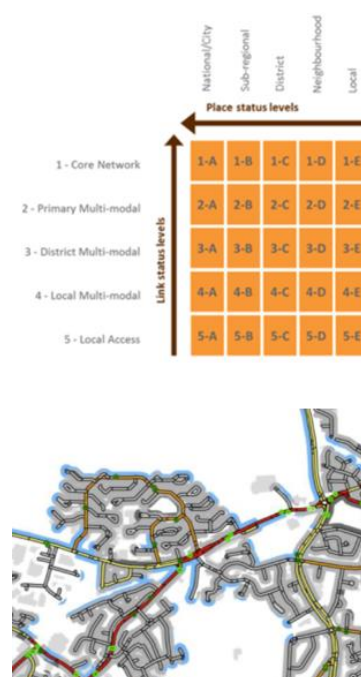 National/City
Sub-regional
District
Neighbourhood
Local
Place status levels
Link status levels
1 - Core Network
1-A 1-B 1-C 1-D 1-E
2 - Primary Multi-modal
2-A 2-B 2-C 2-D 2-E
3 - District Multi-modal
3-A 3-B 3-C 3-D 3-E
4 - Local Multi-modal
4-A 4-B 4-C 4-D 4-E
5 - Local Access
5-A 5-B 5-C 5-D 5-E